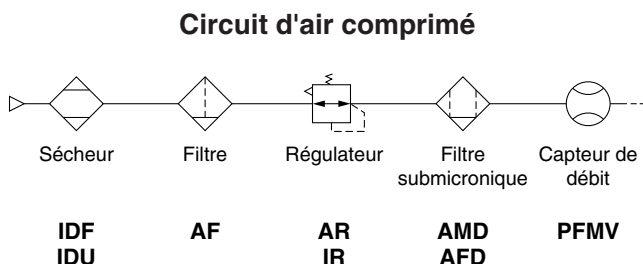 Circuit d'air comprimé
Sécheur
Filtre
Régulateur
Filtre
submicronique
Capteur de
débit
IDF
IDU
AF
AR
IR
AMD
AFD
PFMV